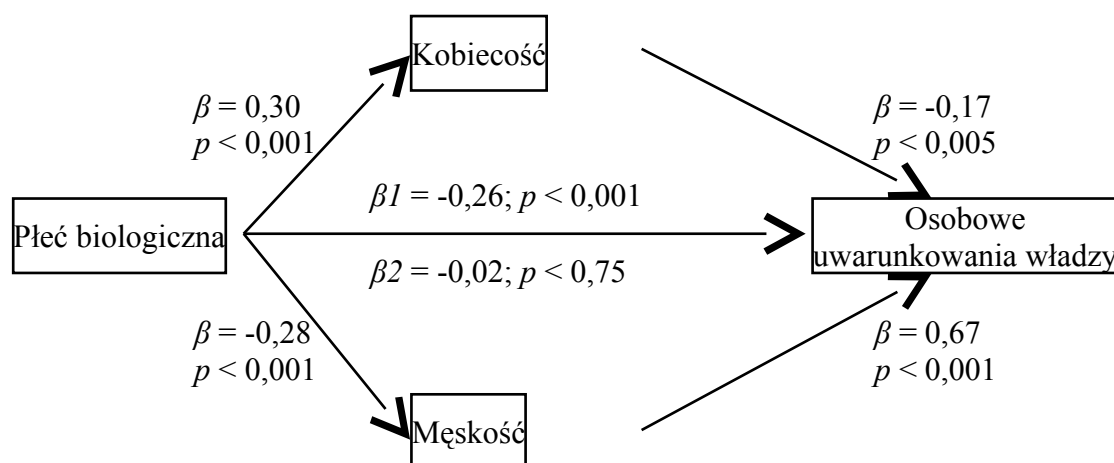 Kobiecość
β = 0,30
p < 0,001
β = -0,17
p < 0,005
β1 = -0,26; p < 0,001
Płeć biologiczna
Osobowe
uwarunkowania władzy
β2 = -0,02; p < 0,75
β = -0,28
p < 0,001
β = 0,67
p < 0,001
Męskość